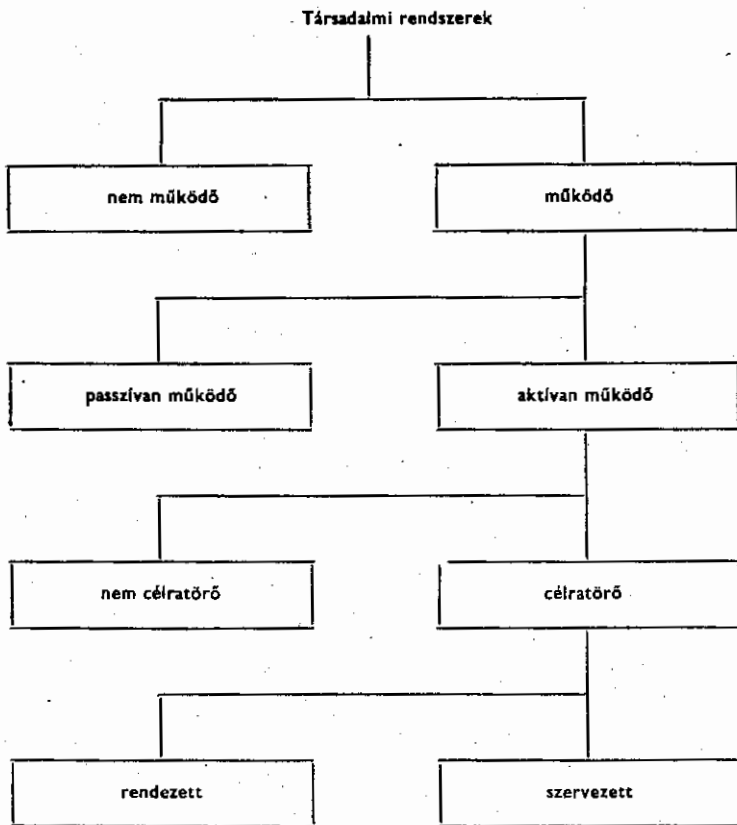 Társadalmi rendszerek
nem működő
működő
passzívan működő
aktívan működő
nem célratörő
célratörő
rendezett
szervezett